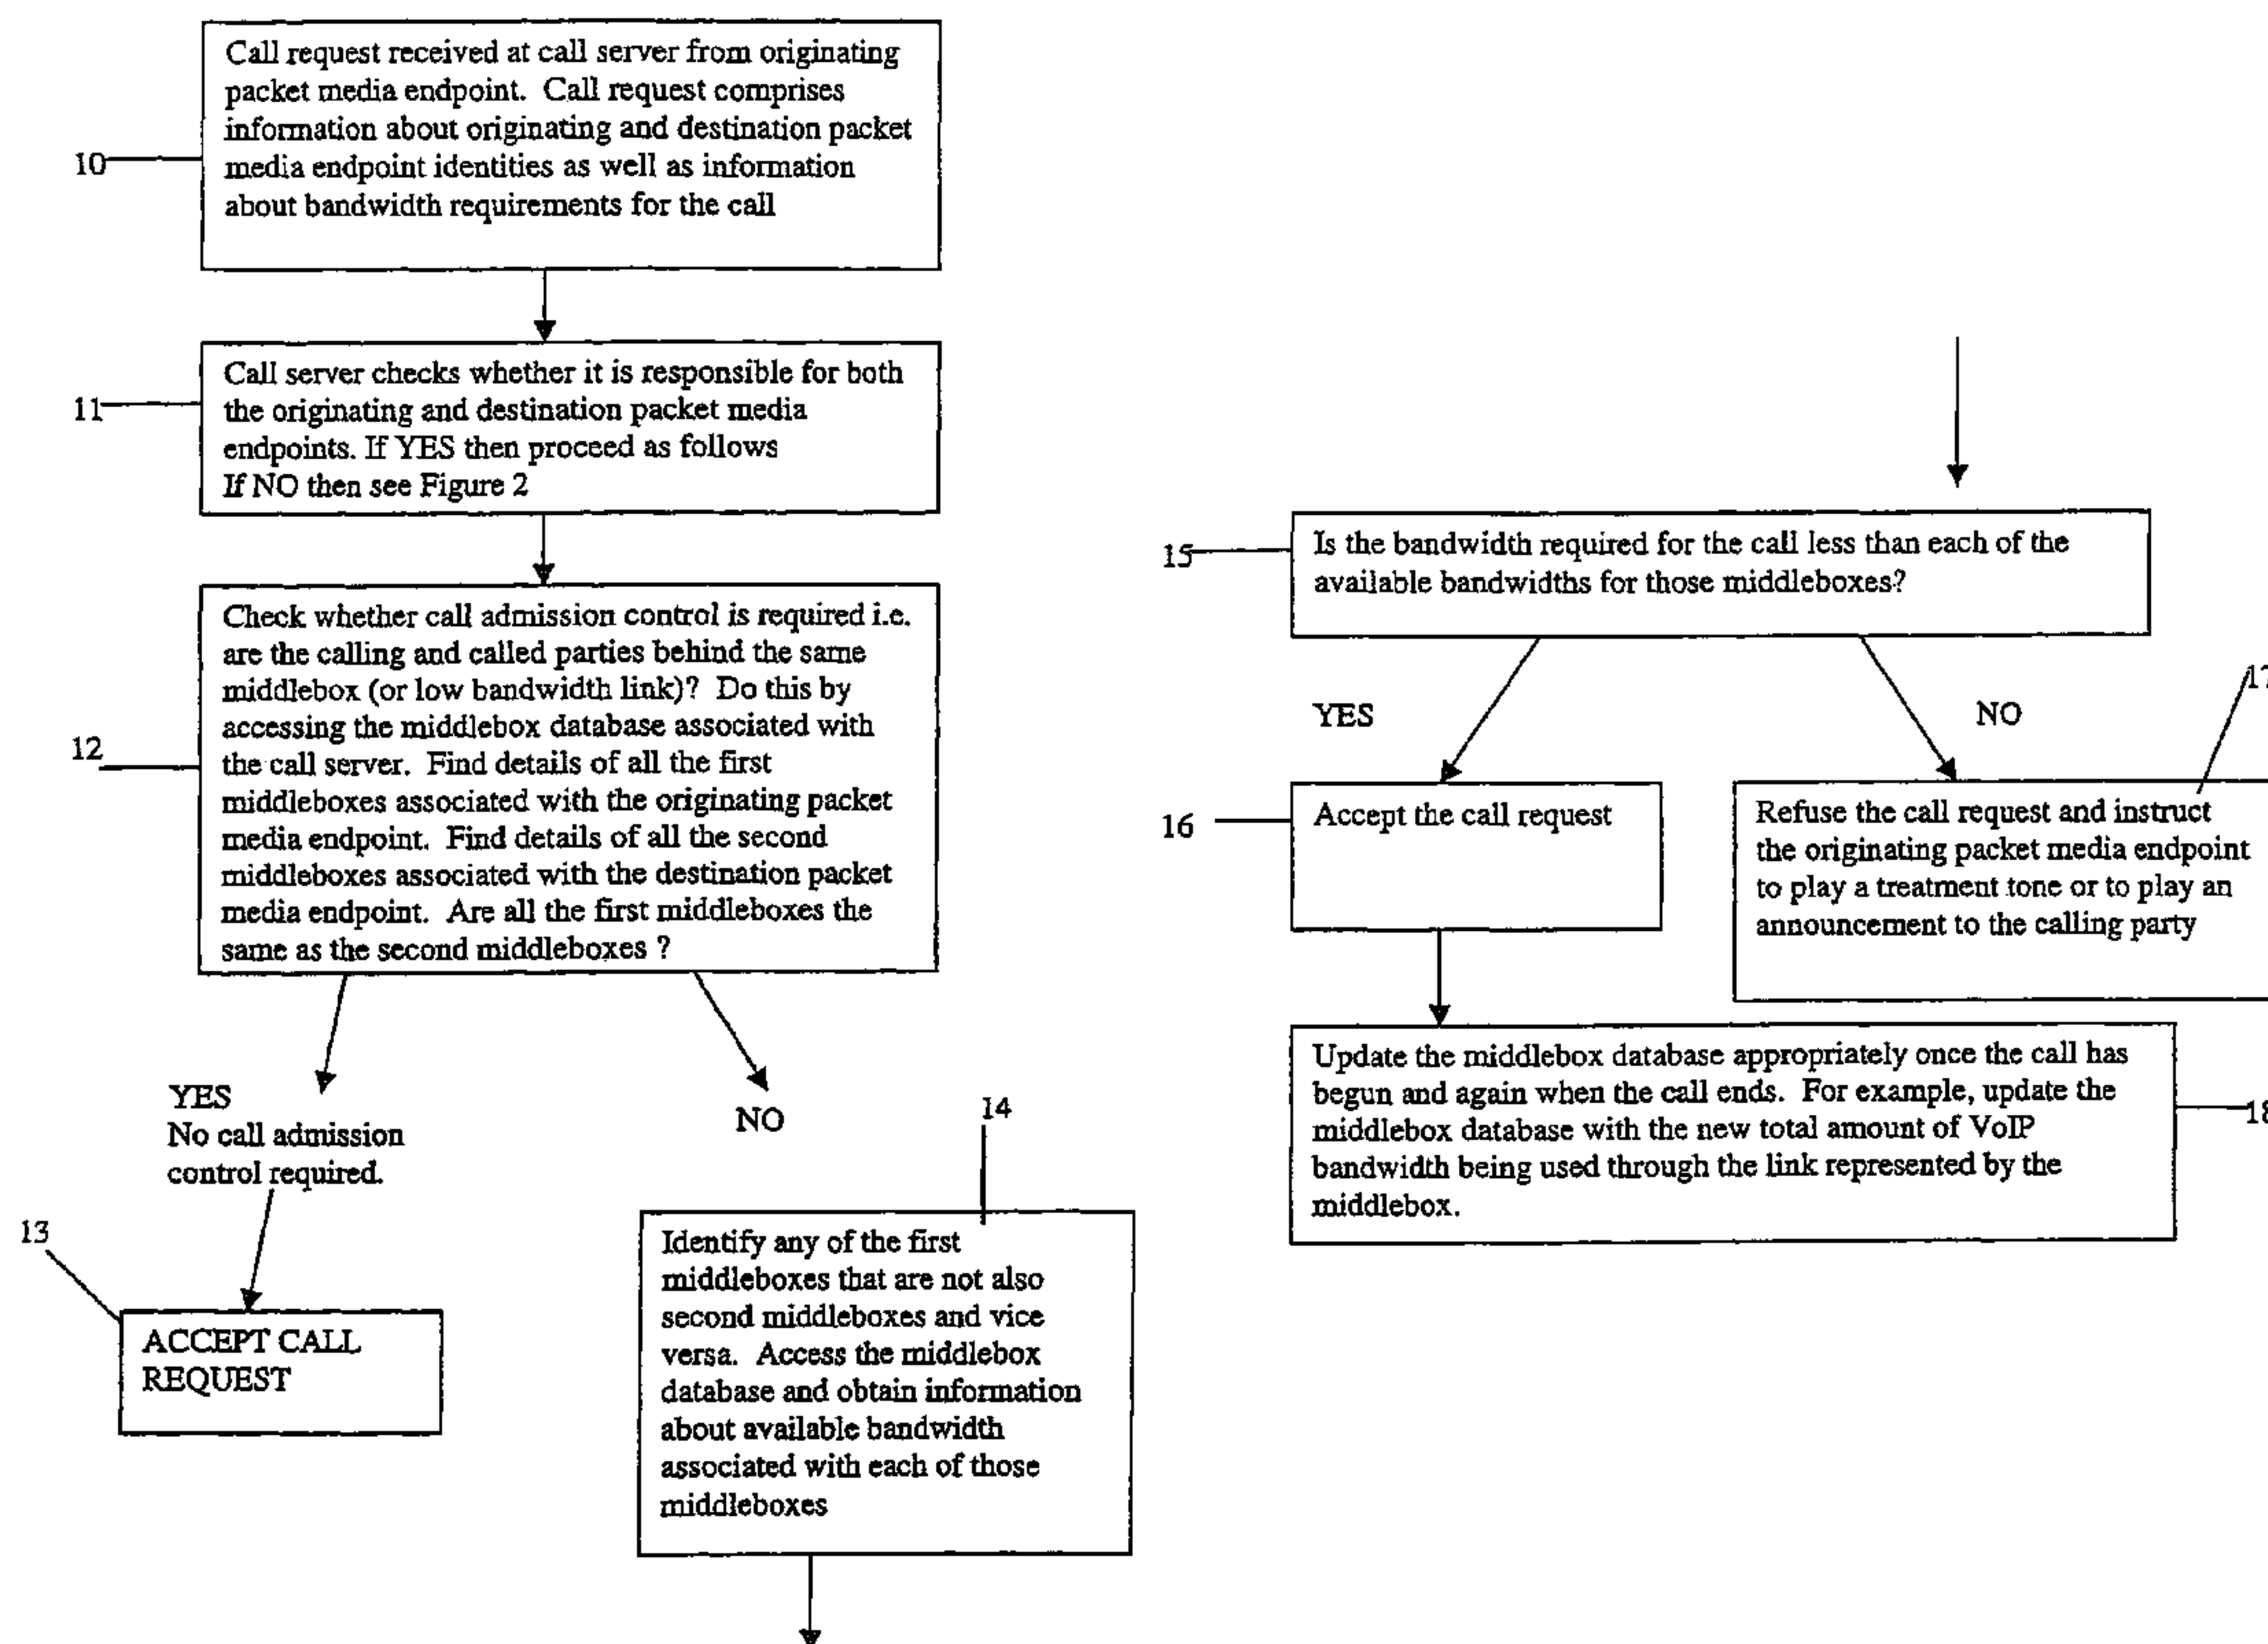 Call request received at call server from originating
packet media endpoint. Call request comprises
information about originating and destination packet
media endpoint identities as well as information
about bandwidth requirements for the call
10
Call server checks whether it is responsible for both
the originating and destination packet media
endpoints. If YES then proceed as follows
If NO then see Figure 2
11
Check whether call admission control is required i.e.
are the calling and called parties behind the same
middlebox (or low bandwidth link)? Do this by
accessing the middlebox database associated with
the call server. Find details of all the first
middleboxes associated with the originating packet
media endpoint. Find details of all the second
middleboxes associated with the destination packet
media endpoint. Are all the first middleboxes the
same as the second middleboxes ?
12
YES
No call admission
control required.
NO
14
13
ACCEPT CALL
REQUEST
Identify any of the first
middleboxes that are not also
second middleboxes and vice
versa. Access the middlebox
database and obtain information
about available bandwidth
associated with each of those
middleboxes
15
Is the bandwidth required for the call less than each of the
available bandwidths for those middleboxes?
YES
NO
17
16
Accept the call request
Refuse the call request and instruct
the originating packet media endpoint
to play a treatment tone or to play an
announcement to the calling party
Update the middlebox database appropriately once the call has
begun and again when the call ends. For example, update the
middlebox database with the new total amount of VoIP
bandwidth being used through the link represented by the
middlebox.
18